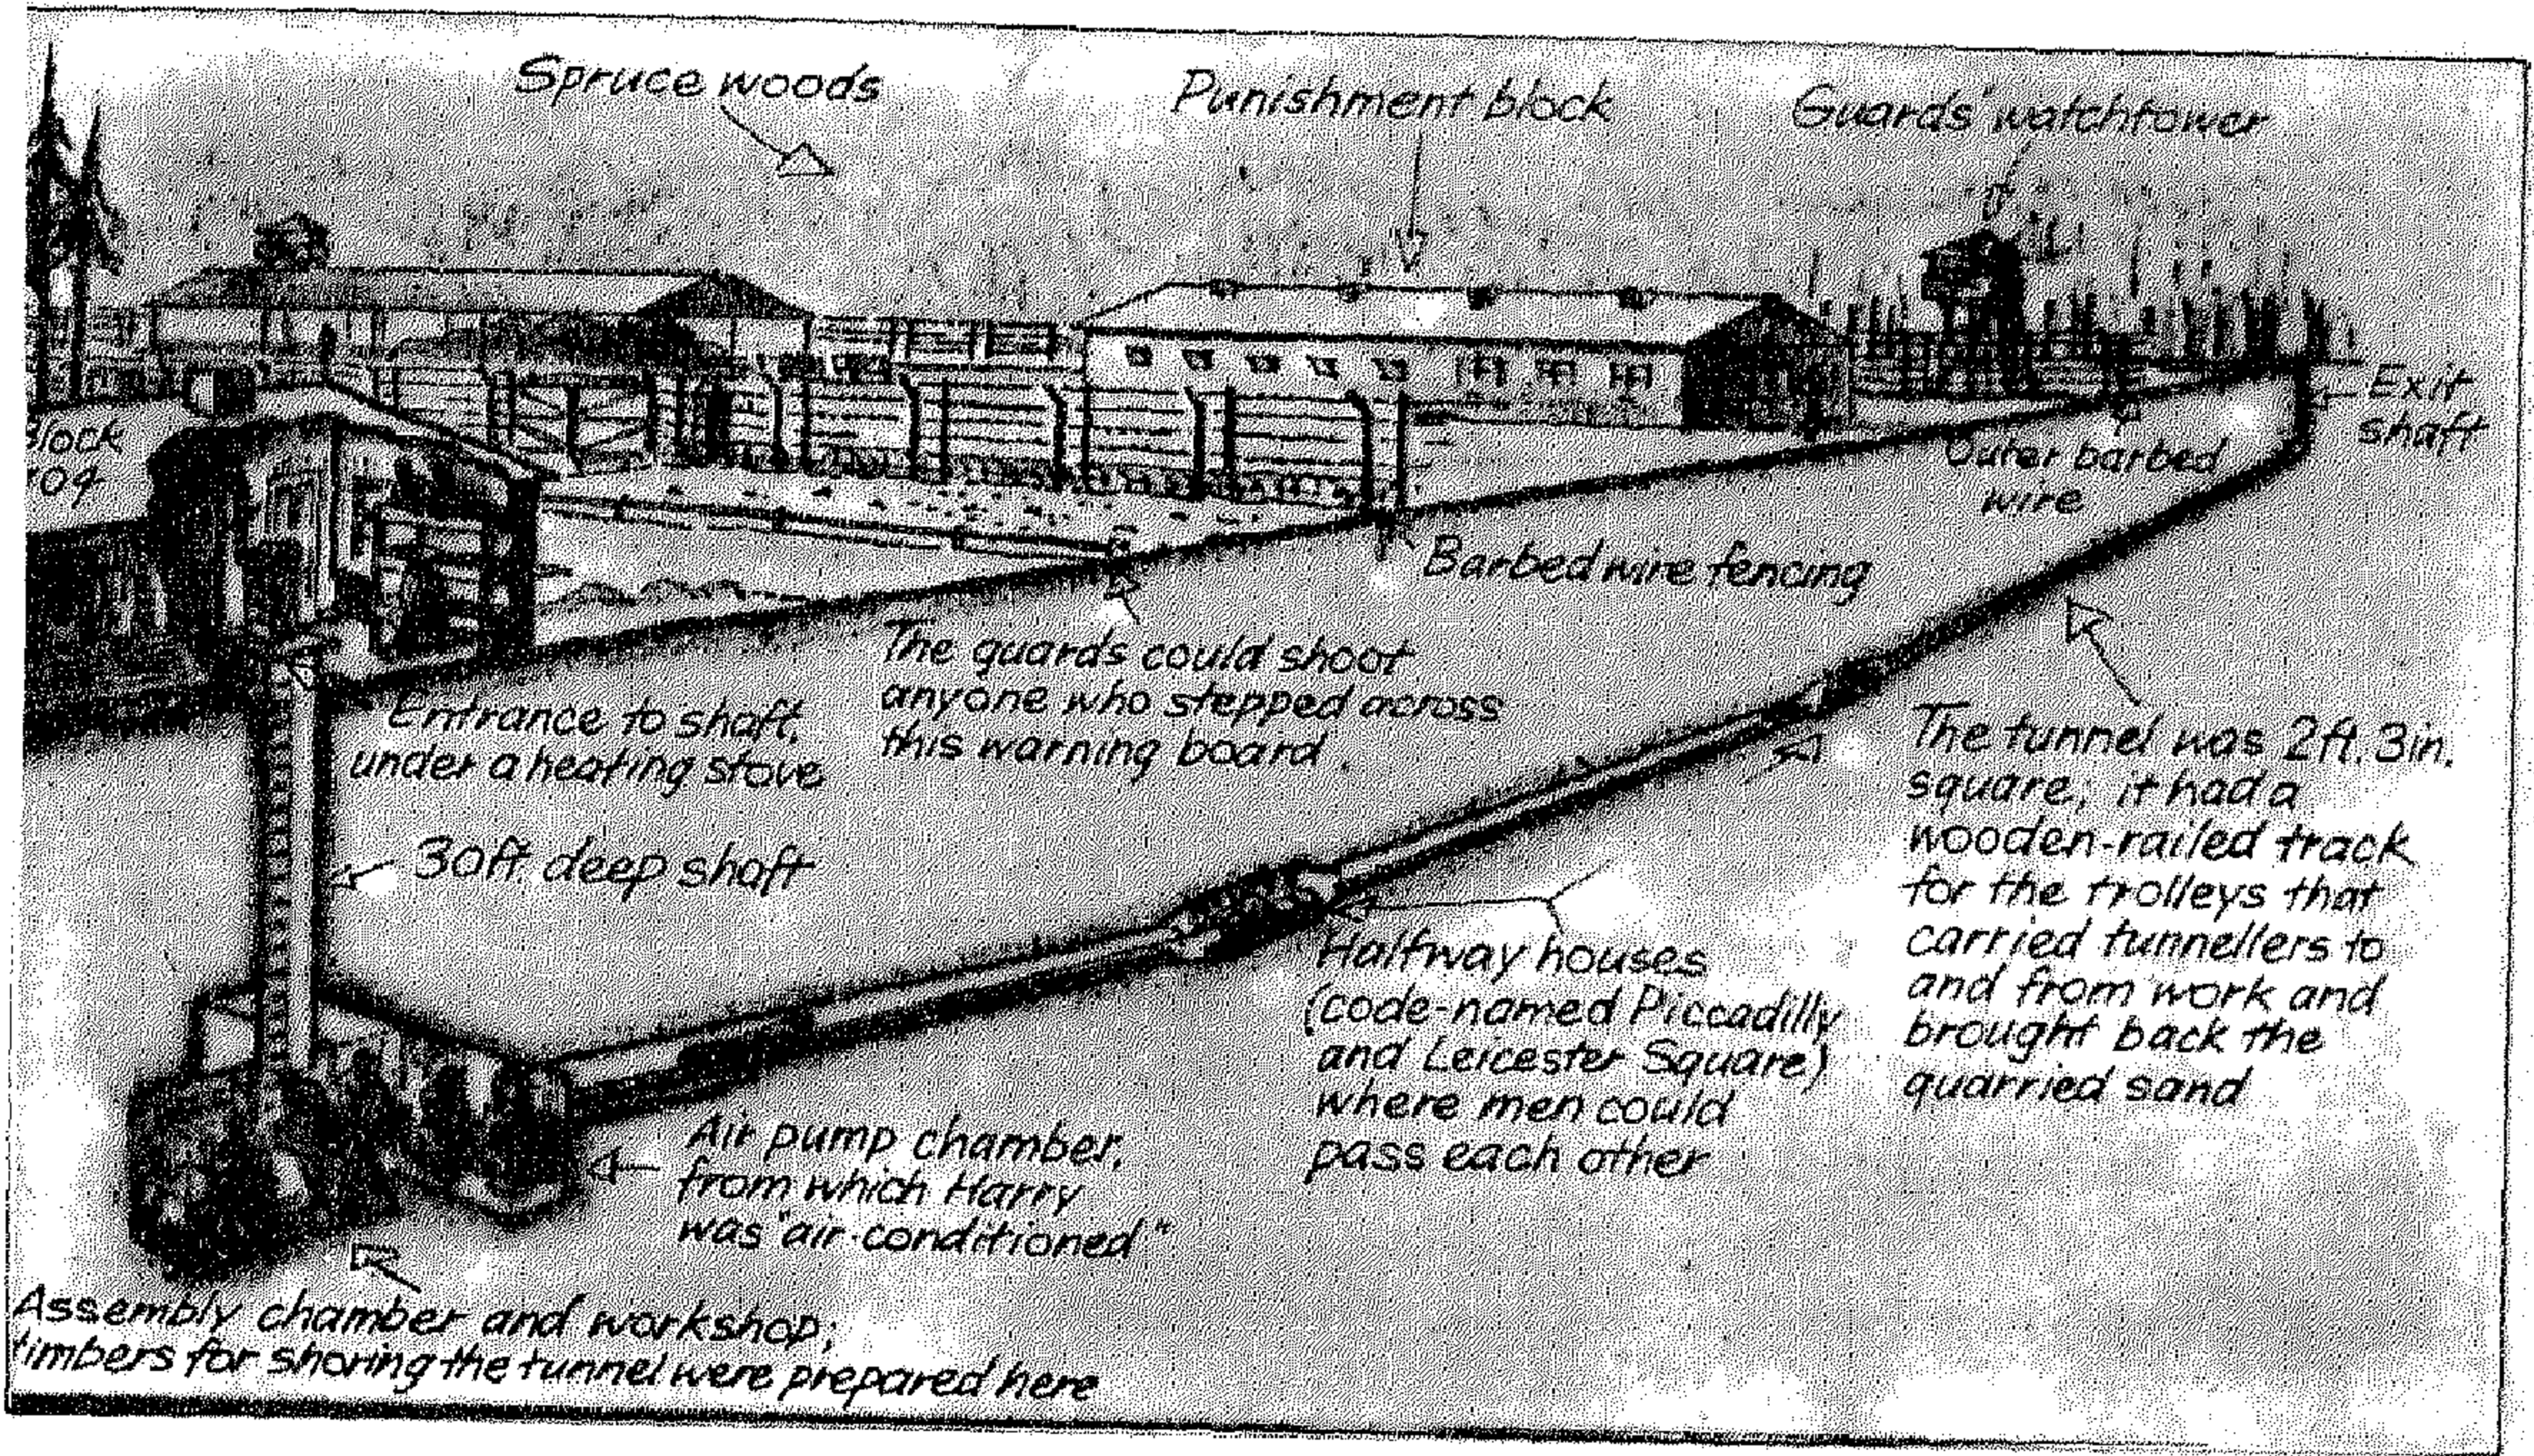 Spruce woods
Punishment block
Guards' watchtower
Exit
shaft
Outer barbed
wire
Barbed wire fencing
The guards could shoot
anyone who stepped across
this warning board.
Entrance to shaft,
under a heating stove
30ft. deep shaft
The tunnel was 2ft. 3in.
square; it had a
wooden-railed track
for the trolleys that
carried tunnellers to
and from work and
brought back the
quarried sand
Halfway houses
(code-named Piccadilly
and Leicester Square)
where men could
pass each other
Air pump chamber,
from which Harry
was "air-conditioned"
Assembly chamber and workshop;
timbers for shoring the tunnel were prepared here